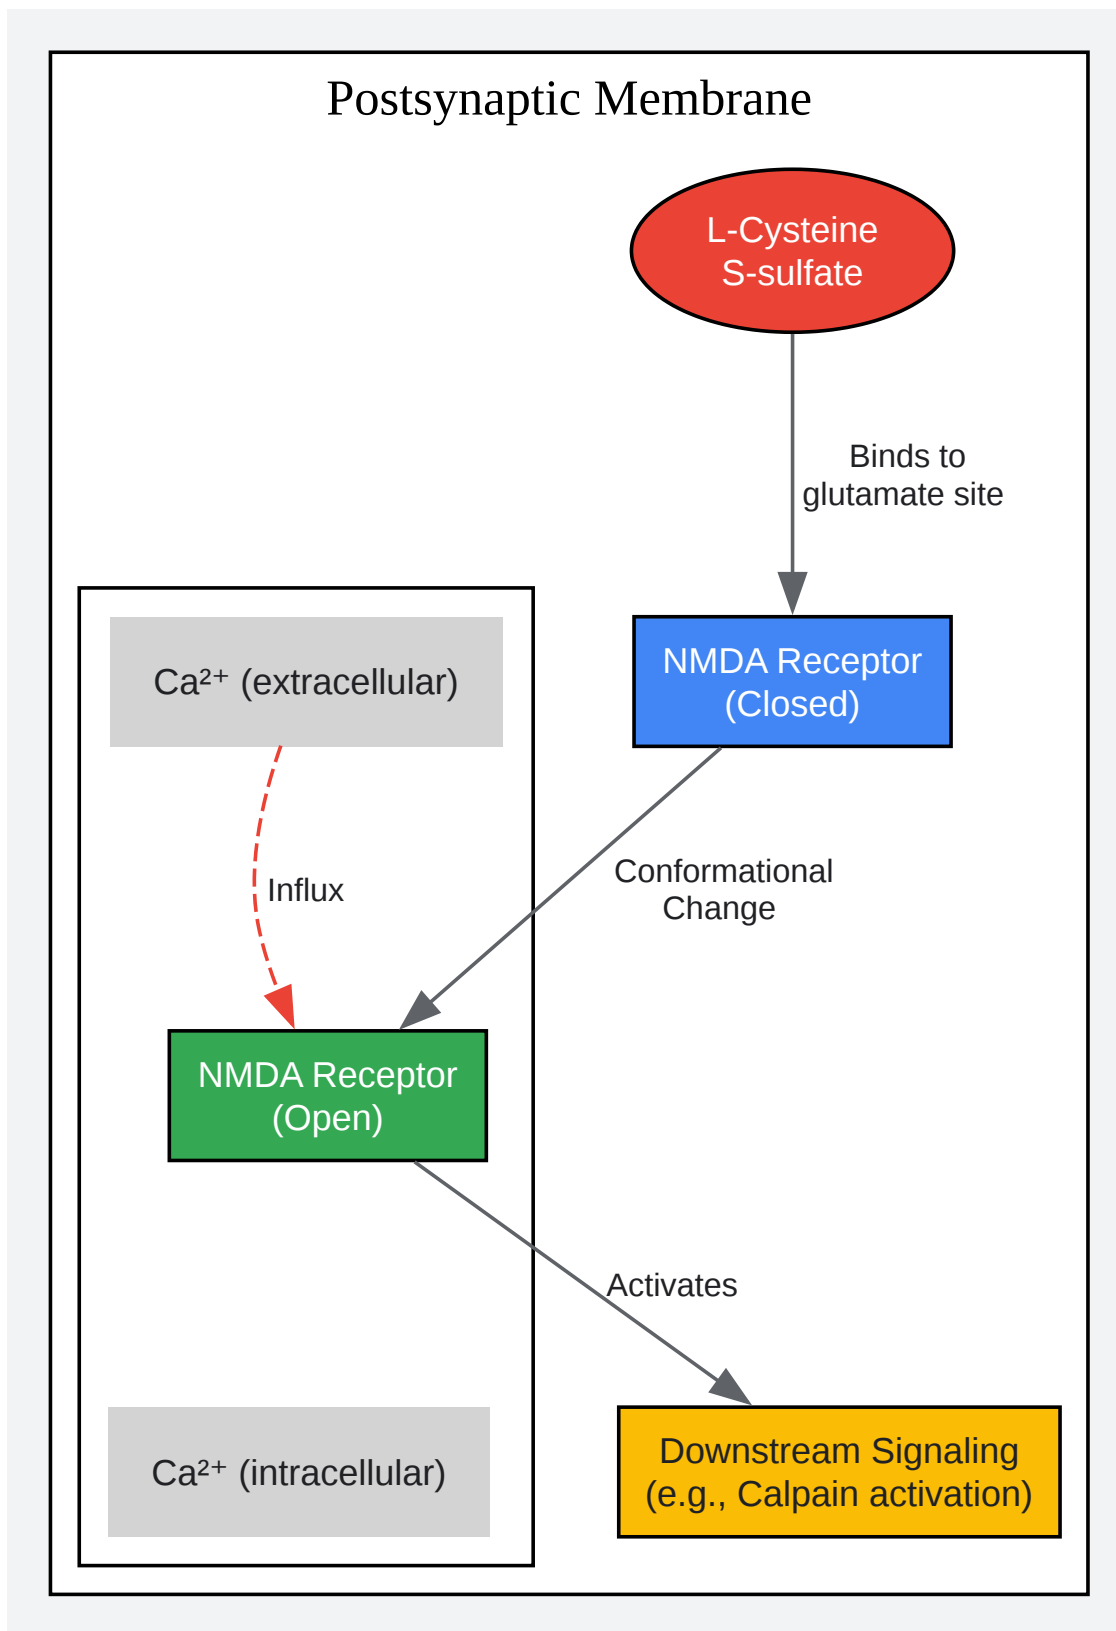 Postsynaptic Membrane
L-Cysteine
S-sulfate
Binds to
glutamate site
Ca²⁺ (extracellular)
NMDA Receptor
(Closed)
Influx
Conformational
Change
NMDA Receptor
(Open)
Activates
Ca²⁺ (intracellular)
Downstream Signaling
(e.g., Calpain activation)